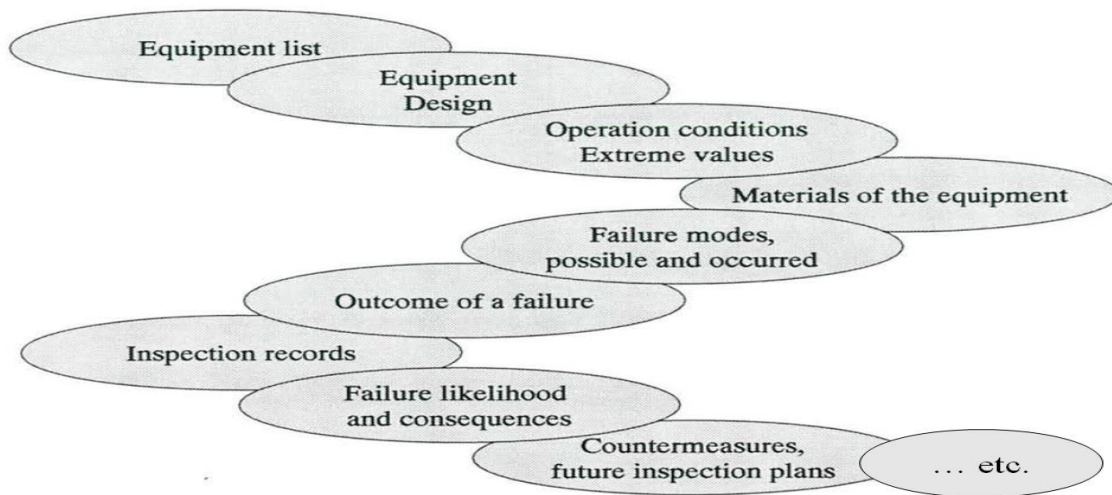 Equipment list
Equipment
Design
Operation conditions
Extreme values
Materials of the equipment
Failure modes,
possible and occurred
Outcome of a failure
Inspection records
Failure likelihood
and consequences
Countermeasures,
future inspection plans
... etc.